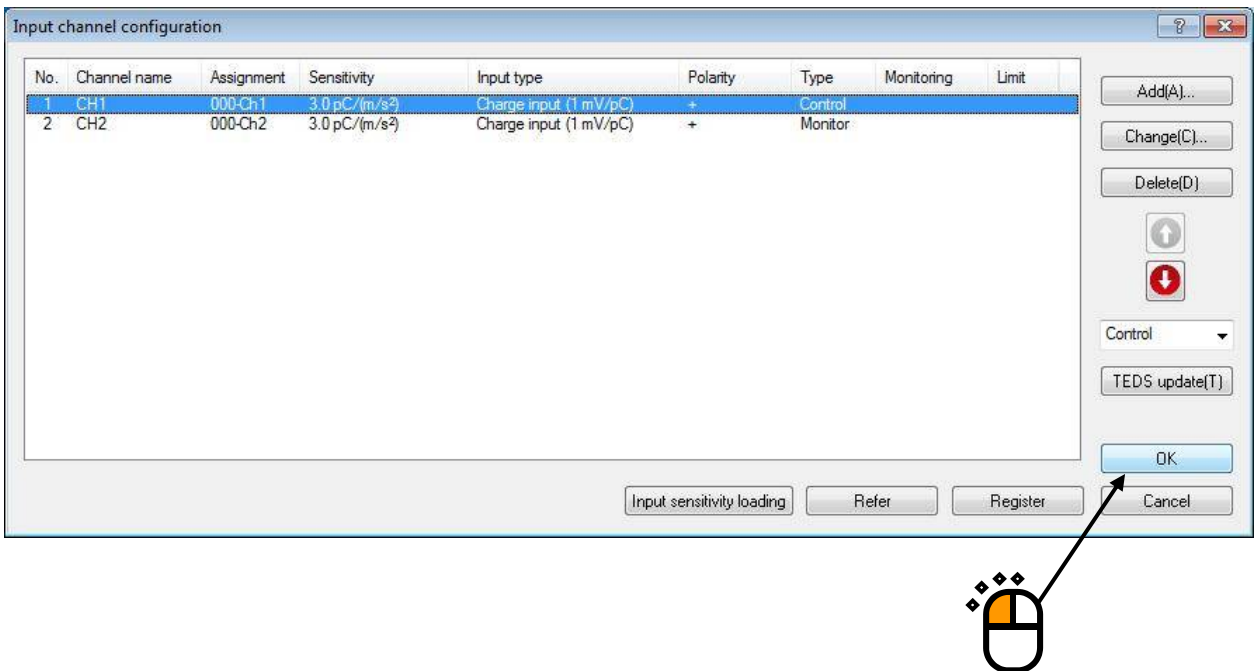 Input channel configuration
No. Channel name Assignment Sensitivity Input type Polarity Type Monitoring Limit
1 CH1 000-Ch1 3.0 pC/(m/s²) Charge input (1 mV/pC) + Control
2 CH2 000-Ch2 3.0 pC/(m/s²) Charge input (1 mV/pC) + Monitor
Add(A)...
Change(C)...
Delete(D)
Control
TEDS update(T)
OK
Input sensitivity loading Refer Register Cancel